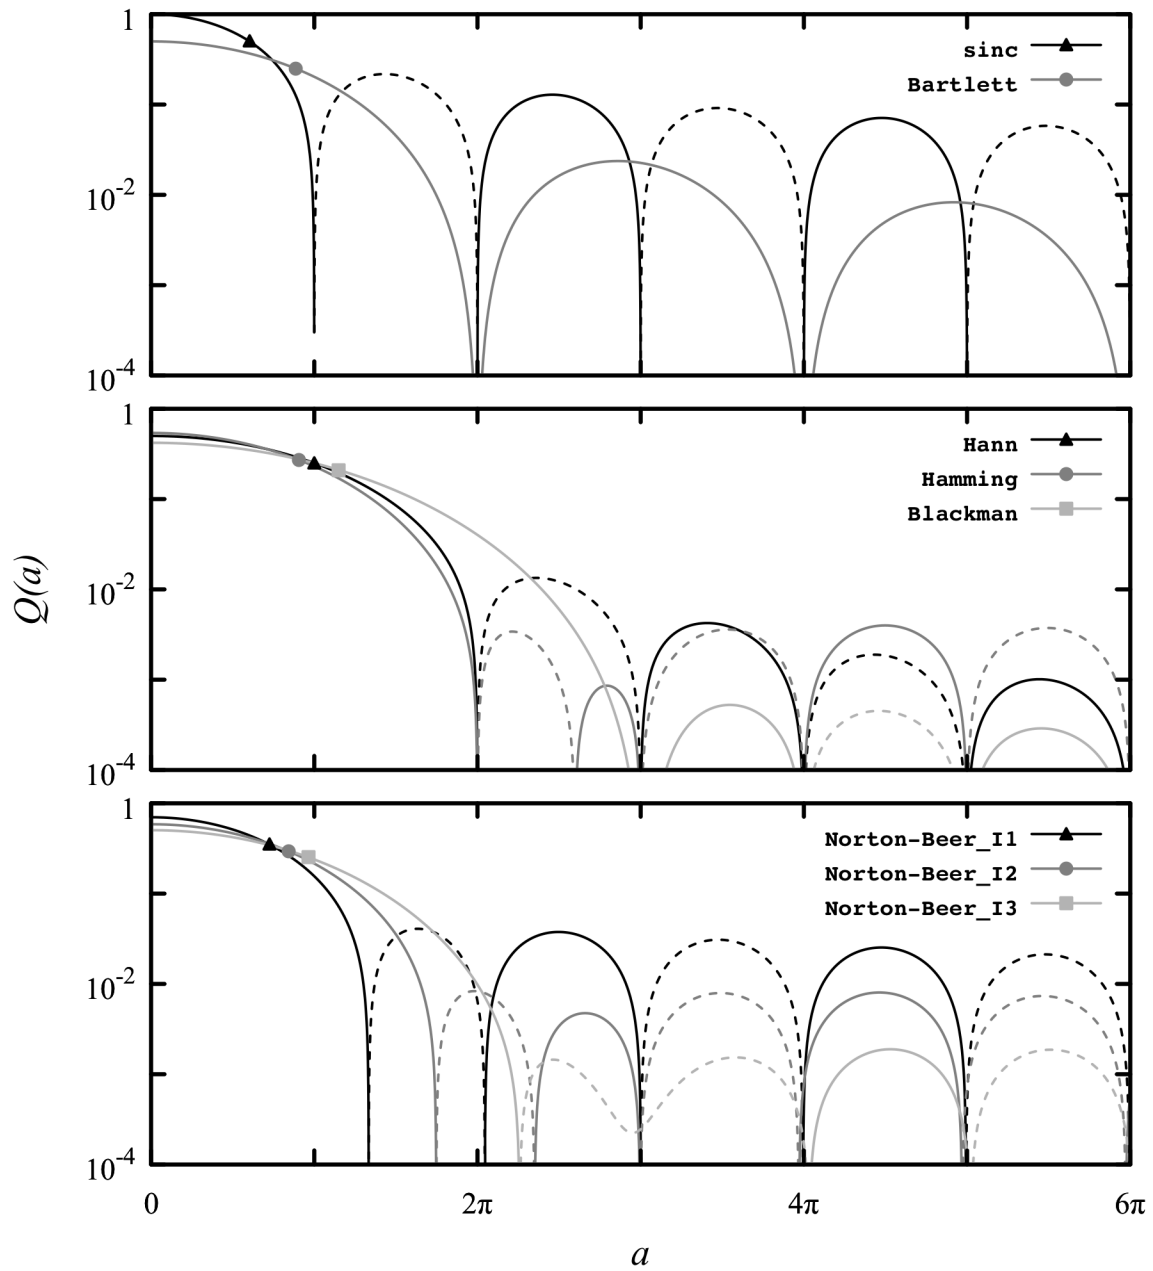 1
sinc
Bartlett
10-2
10-4
1
Hann
Hamming
Blackman
Q(a)
10-2
10-4
1
Norton-Beer_I1
Norton-Beer_I2
Norton-Beer_I3
10-2
10-4
0 2π 4π 6π
a